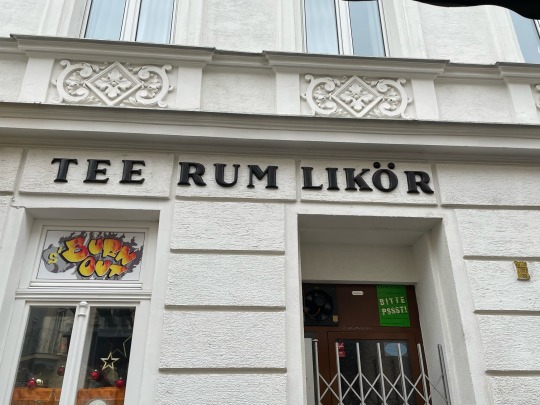 TEE RUM LIKÖR
BURN
OUT
BITTE
PSSST!